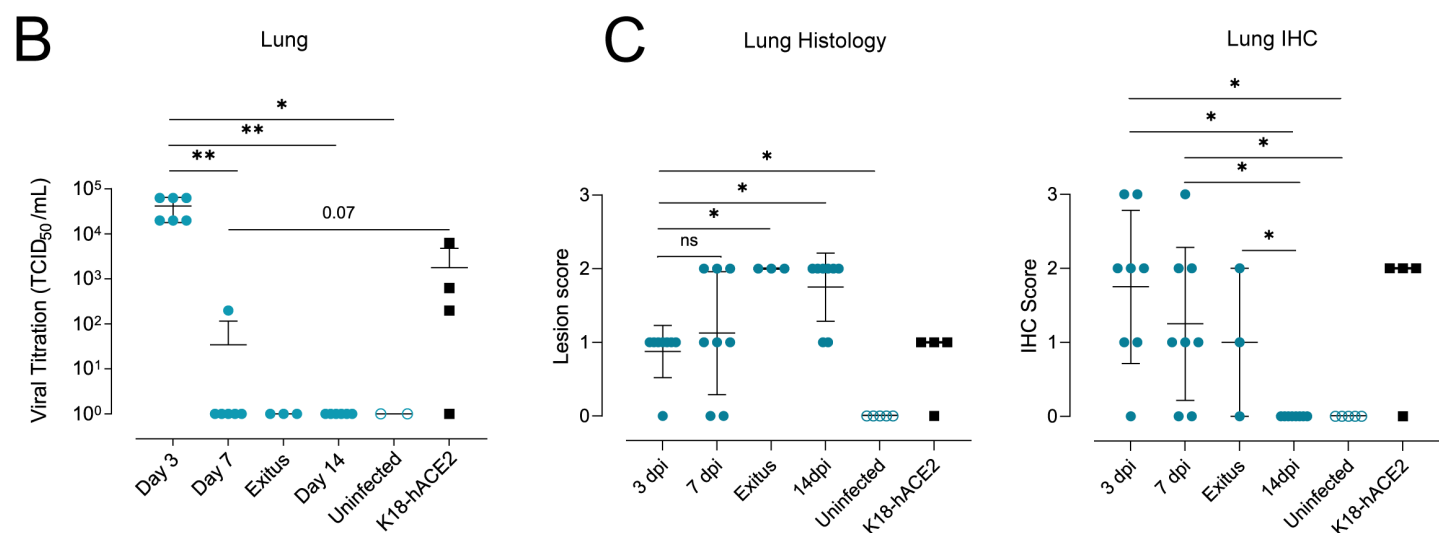 B
Lung
*
**
**
0.07
Viral Titration (TCID50/mL)
10⁵
10⁴
10³
10²
10¹
10⁰
Day 3
Day 7
Exitus
Day 14
Uninfected
K18-hACE2
C
Lung Histology
*
*
*
ns
Lesion score
3
2
1
0
3 dpi
7 dpi
Exitus
14dpi
Uninfected
K18-hACE2
Lung IHC
*
*
*
*
*
IHC Score
3
2
1
0
3 dpi
7 dpi
Exitus
14dpi
Uninfected
K18-hACE2